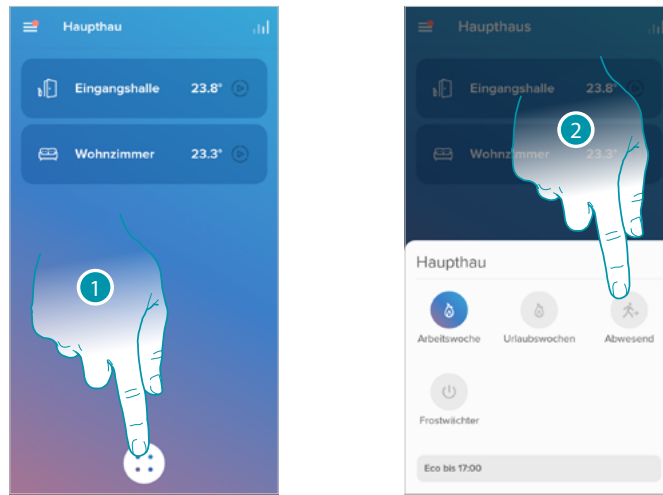 Haupthau
Eingangshalle 23.8°
Wohnzimmer 23.3°
1
Haupthaus
Eingangshalle 23.8°
2
Wohnzimmer 23.3°
Haupthau
Arbeitswoche Urlaubswochen Abwesend
Frostwächter
Eco bis 17:00